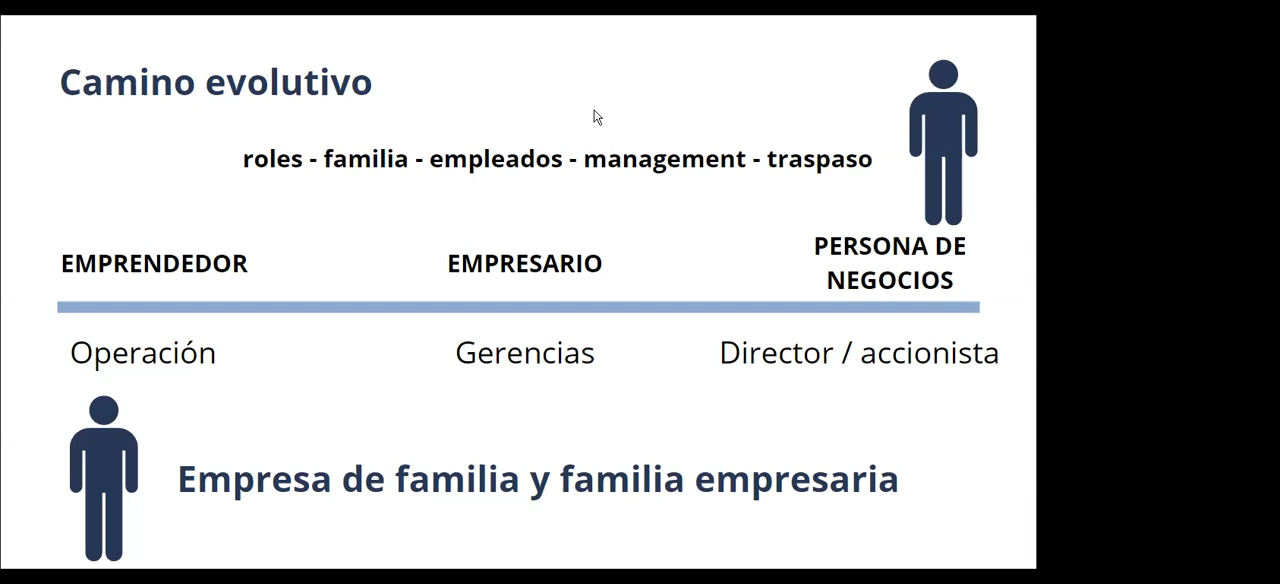 Camino evolutivo
roles - familia - empleados - management - traspaso
EMPRENDEDOR
EMPRESARIO
PERSONA DE
NEGOCIOS
Operación
Gerencias
Director / accionista
Empresa de familia y familia empresaria